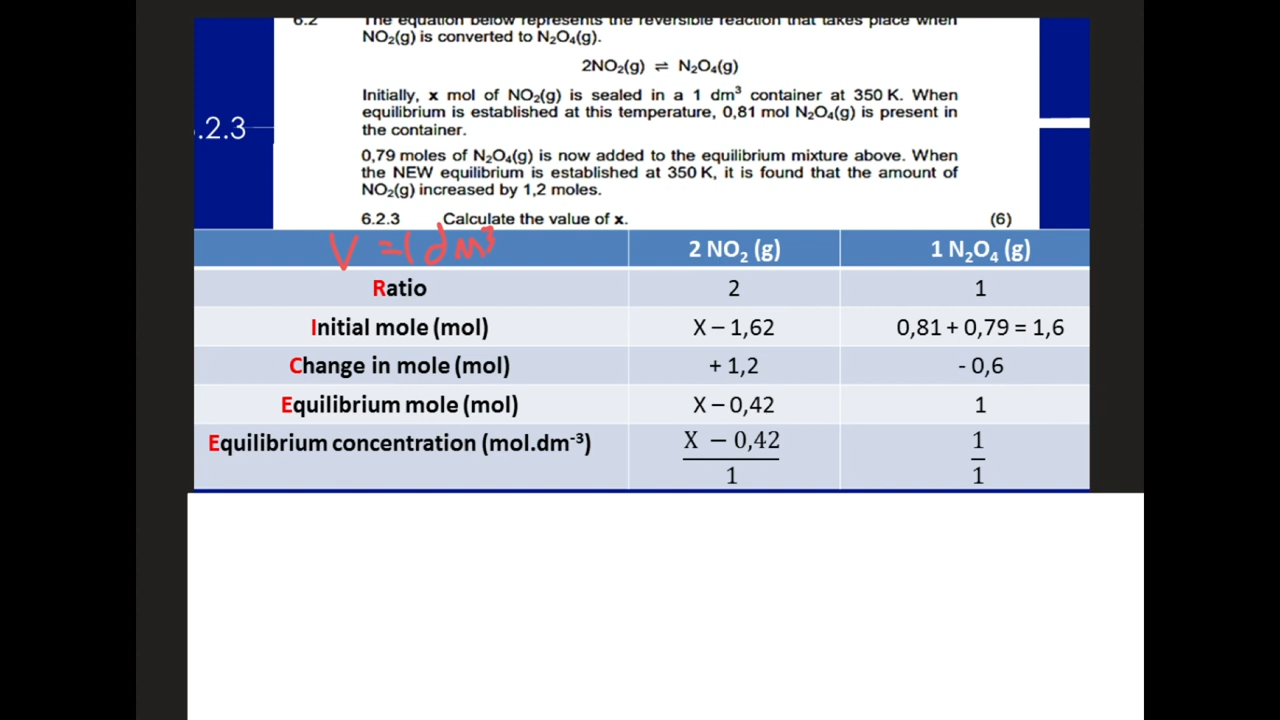 6.2 The equation below represents the reversible reaction that takes place when
NO₂(g) is converted to N₂O₄(g).
2NO₂(g) ⇌ N₂O₄(g)
Initially, x mol of NO₂(g) is sealed in a 1 dm³ container at 350 K. When
equilibrium is established at this temperature, 0,81 mol N₂O₄(g) is present in
the container.
.2.3
0,79 moles of N₂O₄(g) is now added to the equilibrium mixture above. When
the NEW equilibrium is established at 350 K, it is found that the amount of
NO₂(g) increased by 1,2 moles.
6.2.3 Calculate the value of x. (6)
V = 1 dm³ 2 NO₂ (g) 1 N₂O₄ (g)
Ratio 2 1
Initial mole (mol) X – 1,62 0,81 + 0,79 = 1,6
Change in mole (mol) + 1,2 - 0,6
Equilibrium mole (mol) X – 0,42 1
Equilibrium concentration (mol.dm⁻³) X – 0,42 1
1 1